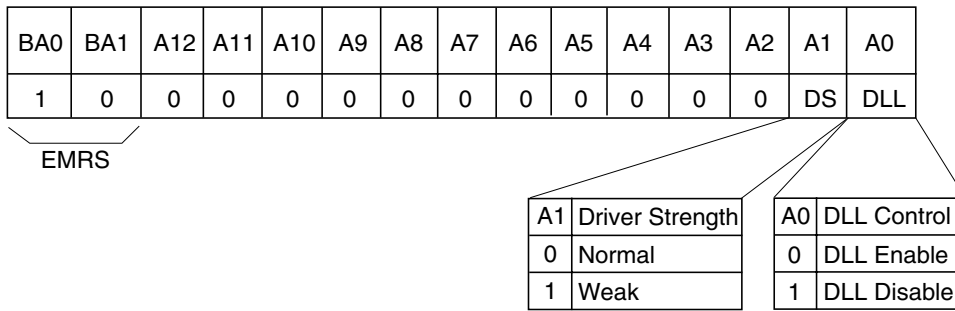 BA0 BA1 A12 A11 A10 A9 A8 A7 A6 A5 A4 A3 A2 A1 A0
1 0 0 0 0 0 0 0 0 0 0 0 0 DS DLL
EMRS
A1 Driver Strength
0 Normal
1 Weak
A0 DLL Control
0 DLL Enable
1 DLL Disable